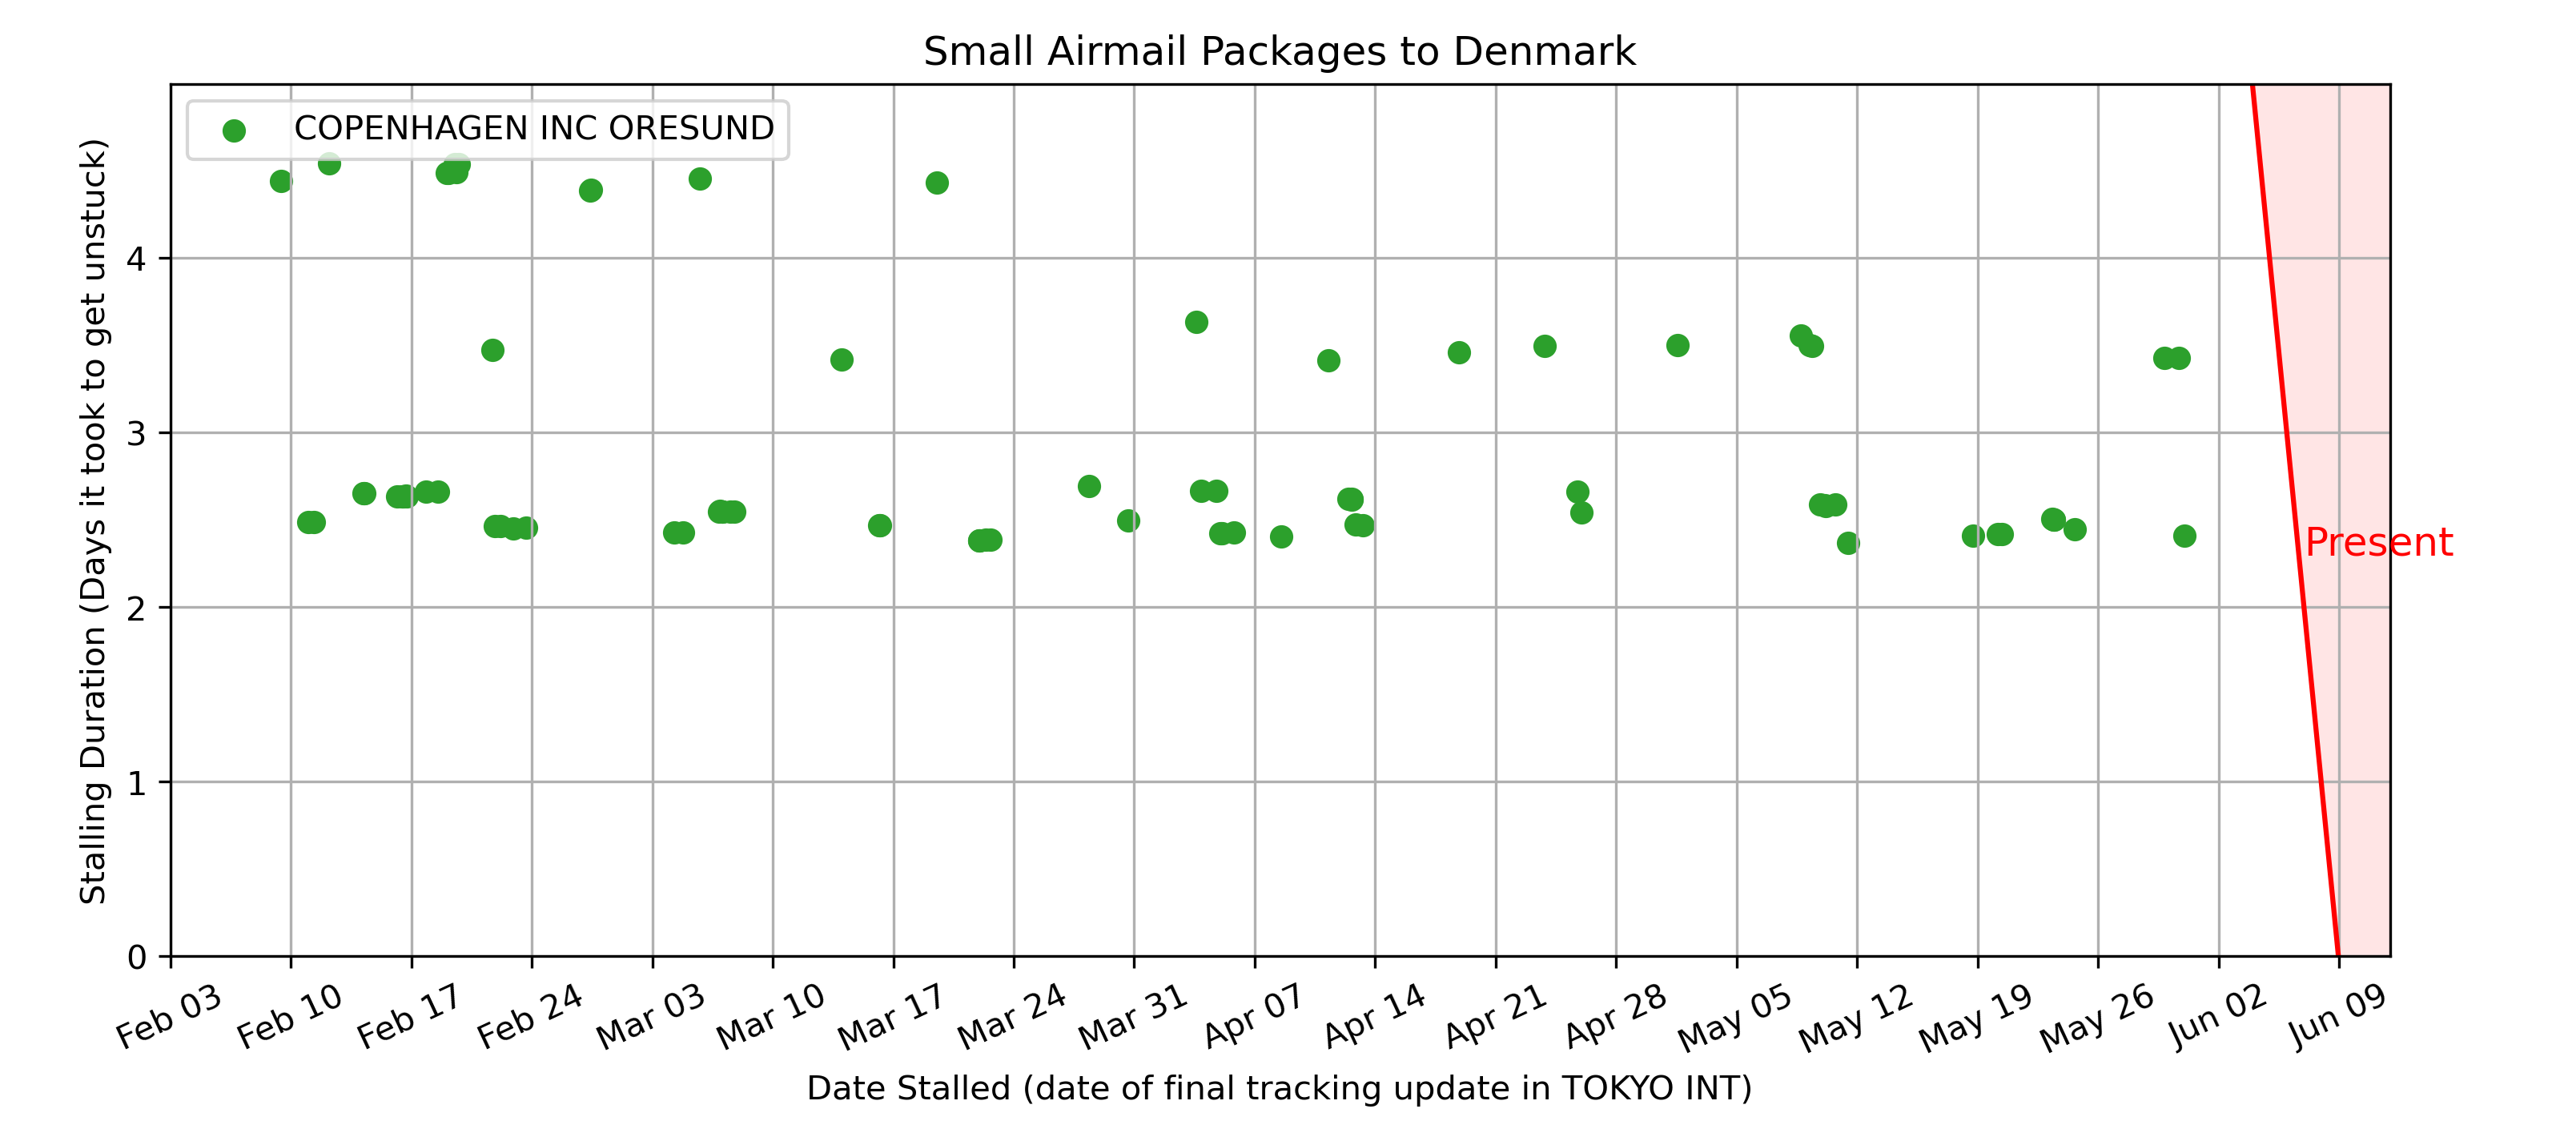 Small Airmail Packages to Denmark
COPENHAGEN INC ORESUND
Stalling Duration (Days it took to get unstuck)
4
3
2
1
0
Present
Feb 03
Feb 10
Feb 17
Feb 24
Mar 03
Mar 10
Mar 17
Mar 24
Mar 31
Apr 07
Apr 14
Apr 21
Apr 28
May 05
May 12
May 19
May 26
Jun 02
Jun 09
Date Stalled (date of final tracking update in TOKYO INT)